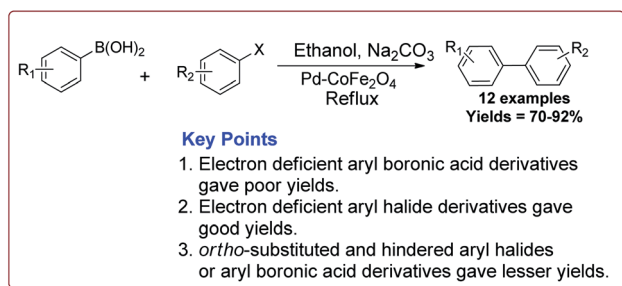 B(OH)2
R1
+
X
R2
Ethanol, Na2CO3
Pd-CoFe2O4
Reflux
R1
R2
12 examples
Yields = 70-92%
Key Points
1. Electron deficient aryl boronic acid derivatives
gave poor yields.
2. Electron deficient aryl halide derivatives gave
good yields.
3. ortho-substituted and hindered aryl halides
or aryl boronic acid derivatives gave lesser yields.